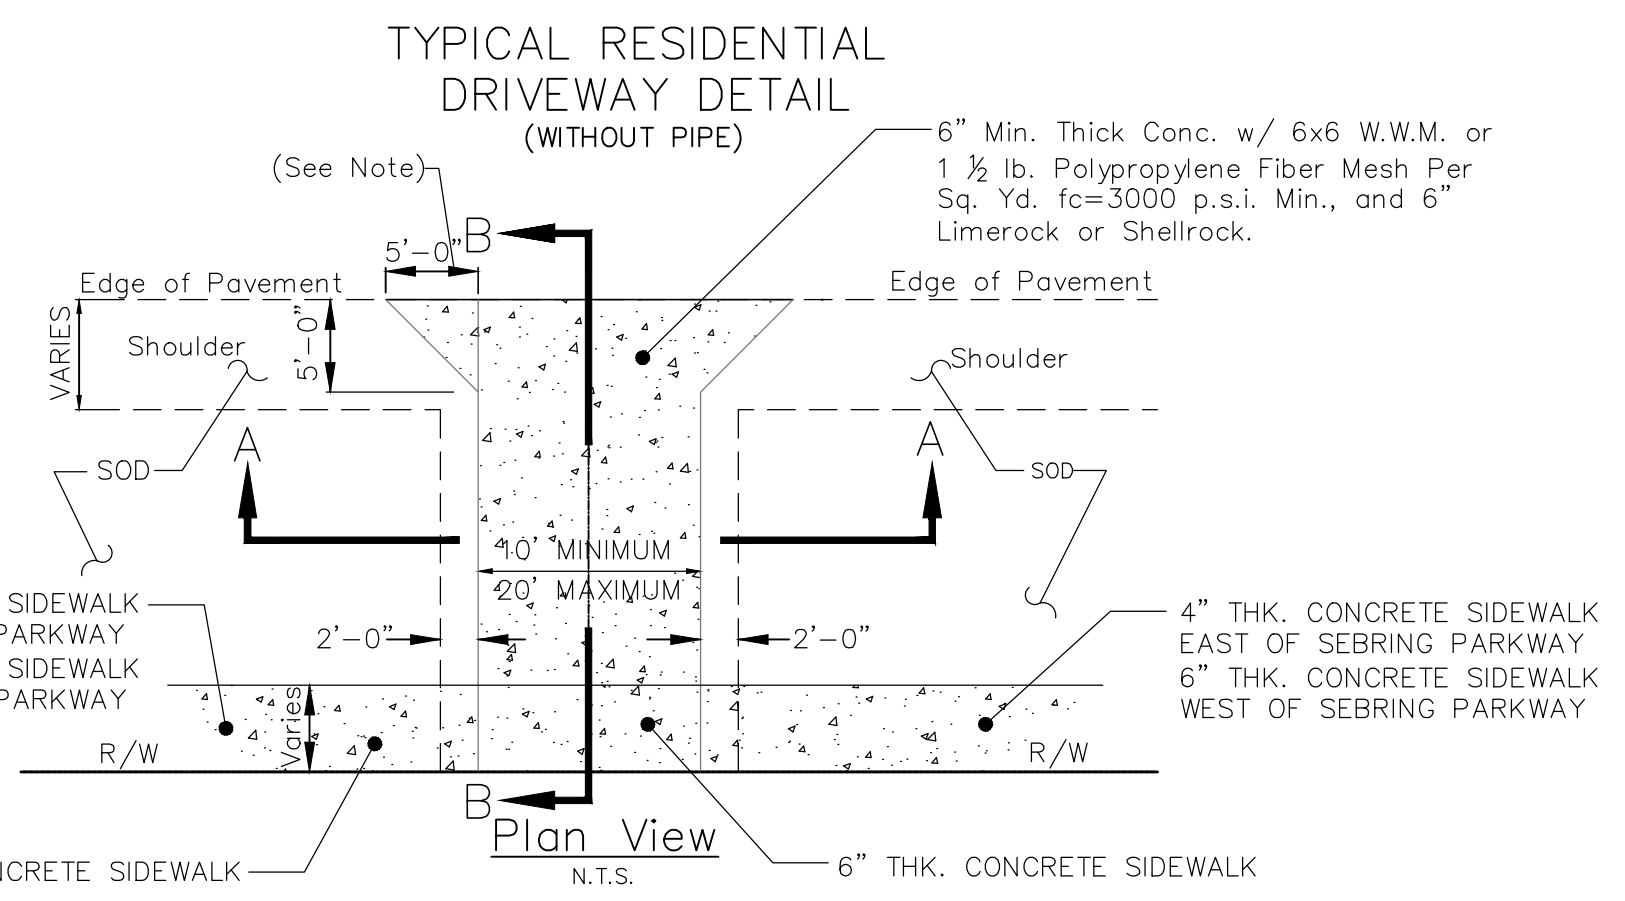 TYPICAL RESIDENTIAL
DRIVEWAY DETAIL
(WITHOUT PIPE)
6" Min. Thick Conc. w/ 6x6 W.W.M. or
1 ½ lb. Polypropylene Fiber Mesh Per
Sq. Yd. fc=3000 p.s.i. Min., and 6"
Limerock or Shellrock.
(See Note)
B
5'-0"
Edge of Pavement
Edge of Pavement
VARIES
Shoulder
5'-0"
Shoulder
A
A
SOD
SOD
10' MINIMUM
20' MAXIMUM
SIDEWALK
PARKWAY
SIDEWALK
PARKWAY
2'-0"
2'-0"
4" THK. CONCRETE SIDEWALK
EAST OF SEBRING PARKWAY
6" THK. CONCRETE SIDEWALK
WEST OF SEBRING PARKWAY
Varies
R/W
R/W
B
Plan View
N.T.S.
SIDEWALK
6" THK. CONCRETE SIDEWALK